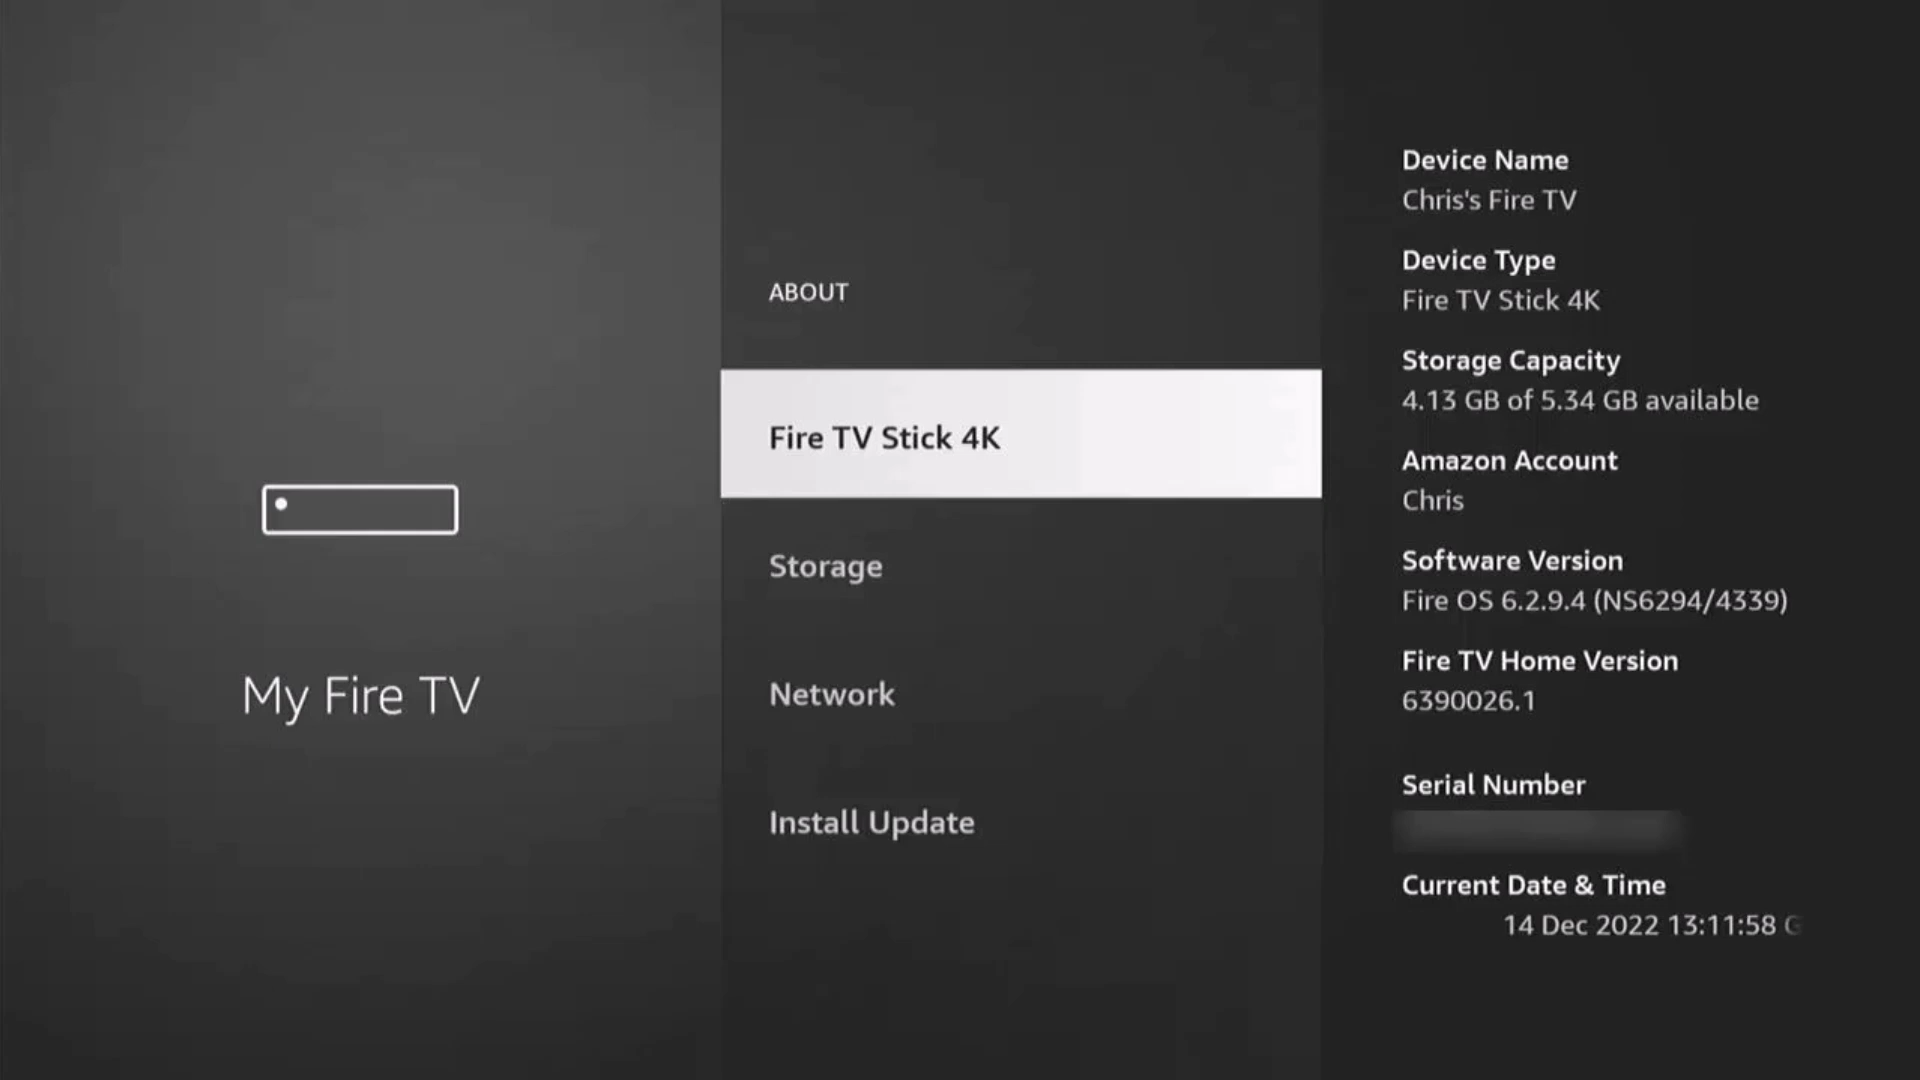 My Fire TV
ABOUT
Fire TV Stick 4K
Storage
Network
Install Update
Device Name
Chris's Fire TV
Device Type
Fire TV Stick 4K
Storage Capacity
4.13 GB of 5.34 GB available
Amazon Account
Chris
Software Version
Fire OS 6.2.9.4 (NS6294/4339)
Fire TV Home Version
6390026.1
Serial Number
Current Date & Time
14 Dec 2022 13:11:58